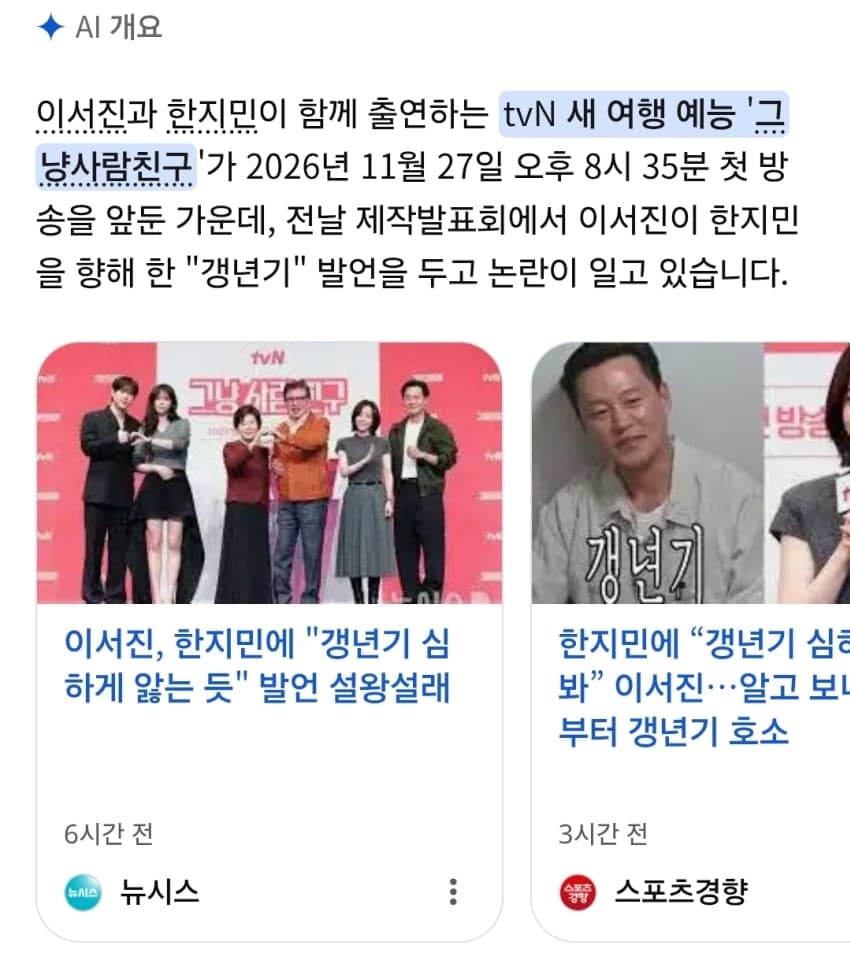 AI 개요
이서진과 한지민이 함께 출연하는 tvN 새 여행 예능 '그
냥사람친구'가 2026년 11월 27일 오후 8시 35분 첫 방
송을 앞둔 가운데, 전날 제작발표회에서 이서진이 한지민
을 향해 한 "갱년기" 발언을 두고 논란이 일고 있습니다.
tvN
그냥사람친구
이서진, 한지민에 "갱년기 심
하게 앓는 듯" 발언 설왕설래
6시간 전
뉴시스
뉴시스
방송
갱년기
한지민에 “갱년기 심하
봐” 이서진…알고 보니
부터 갱년기 호소
3시간 전
스포츠
경향
스포츠경향